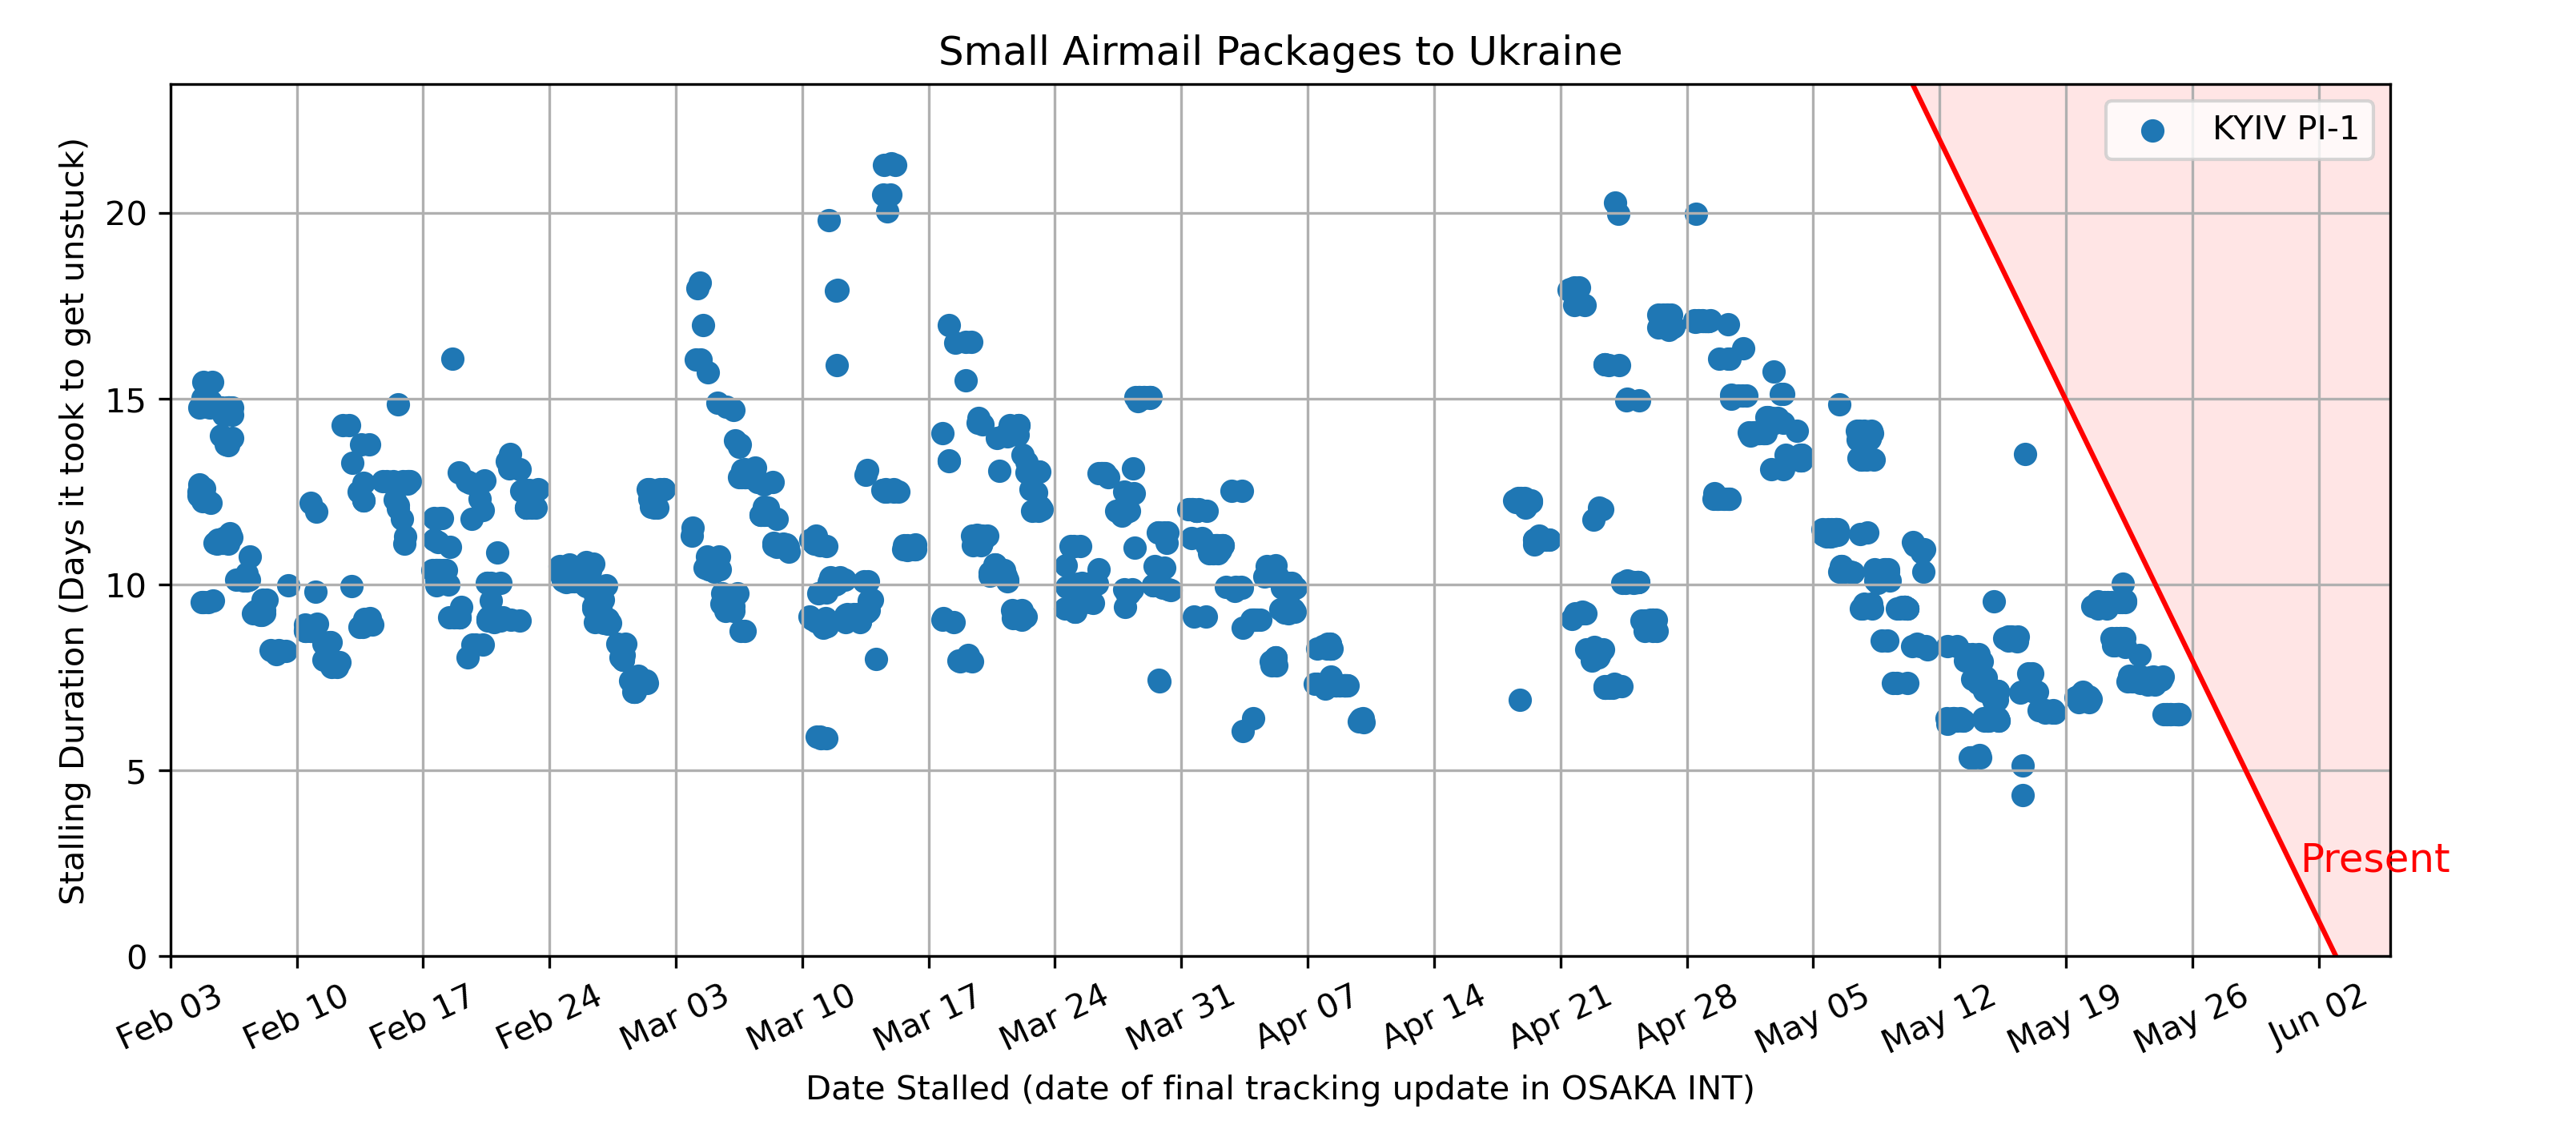 Small Airmail Packages to Ukraine
KYIV PI-1
Stalling Duration (Days it took to get unstuck)
20
15
10
5
0
Present
Feb 03
Feb 10
Feb 17
Feb 24
Mar 03
Mar 10
Mar 17
Mar 24
Mar 31
Apr 07
Apr 14
Apr 21
Apr 28
May 05
May 12
May 19
May 26
Jun 02
Date Stalled (date of final tracking update in OSAKA INT)